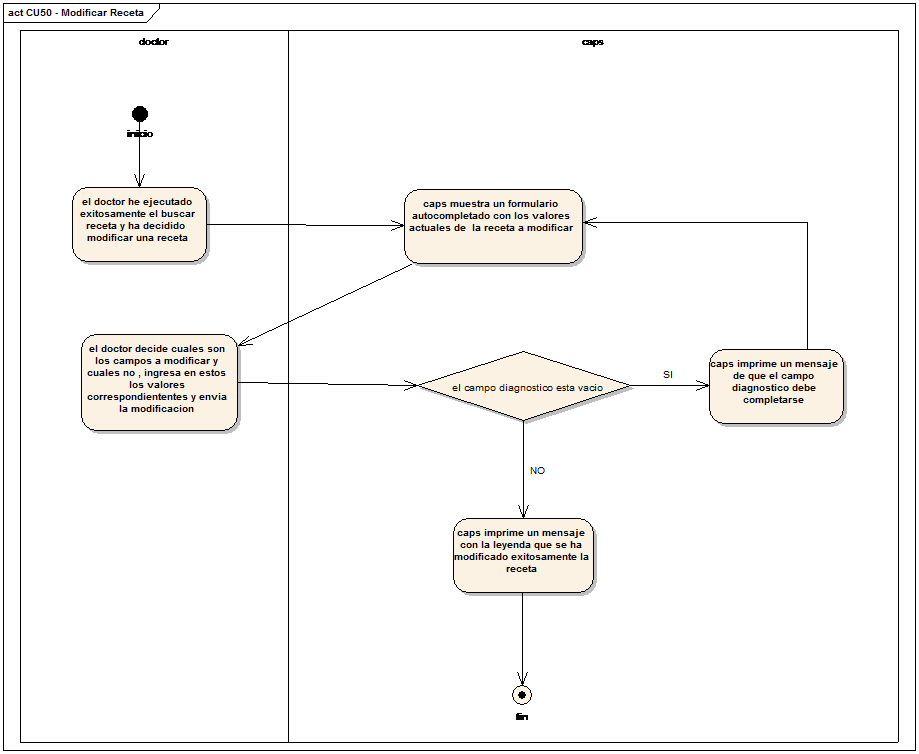 act CU50 - Modificar Receta
doctor
caps
inicio
el doctor he ejecutado
exitosamente el buscar
receta y ha decidido
modificar una receta
caps muestra un formulario
autocompletado con los valores
actuales de la receta a modificar
el doctor decide cuales son
los campos a modificar y
cuales no , ingresa en estos
los valores
correspondiententes y envia
la modificacion
el campo diagnostico esta vacio
SI
caps imprime un mensaje
de que el campo
diagnostico debe
completarse
NO
caps imprime un mensaje
con la leyenda que se ha
modificado exitosamente la
receta
fin